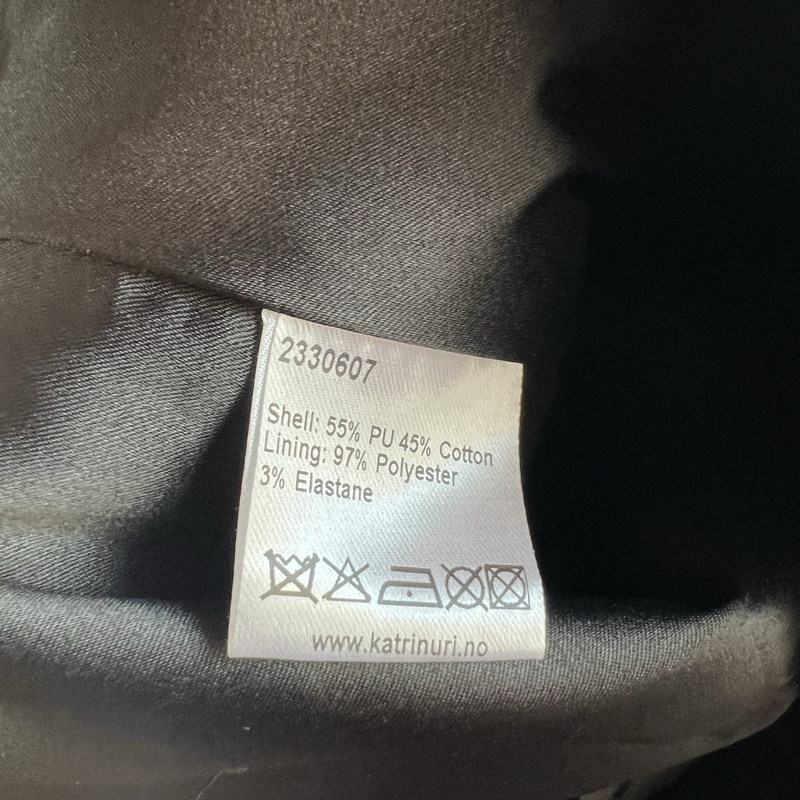 2330607
Shell: 55% PU 45% Cotton
Lining: 97% Polyester
3% Elastane
www.katrinuri.no